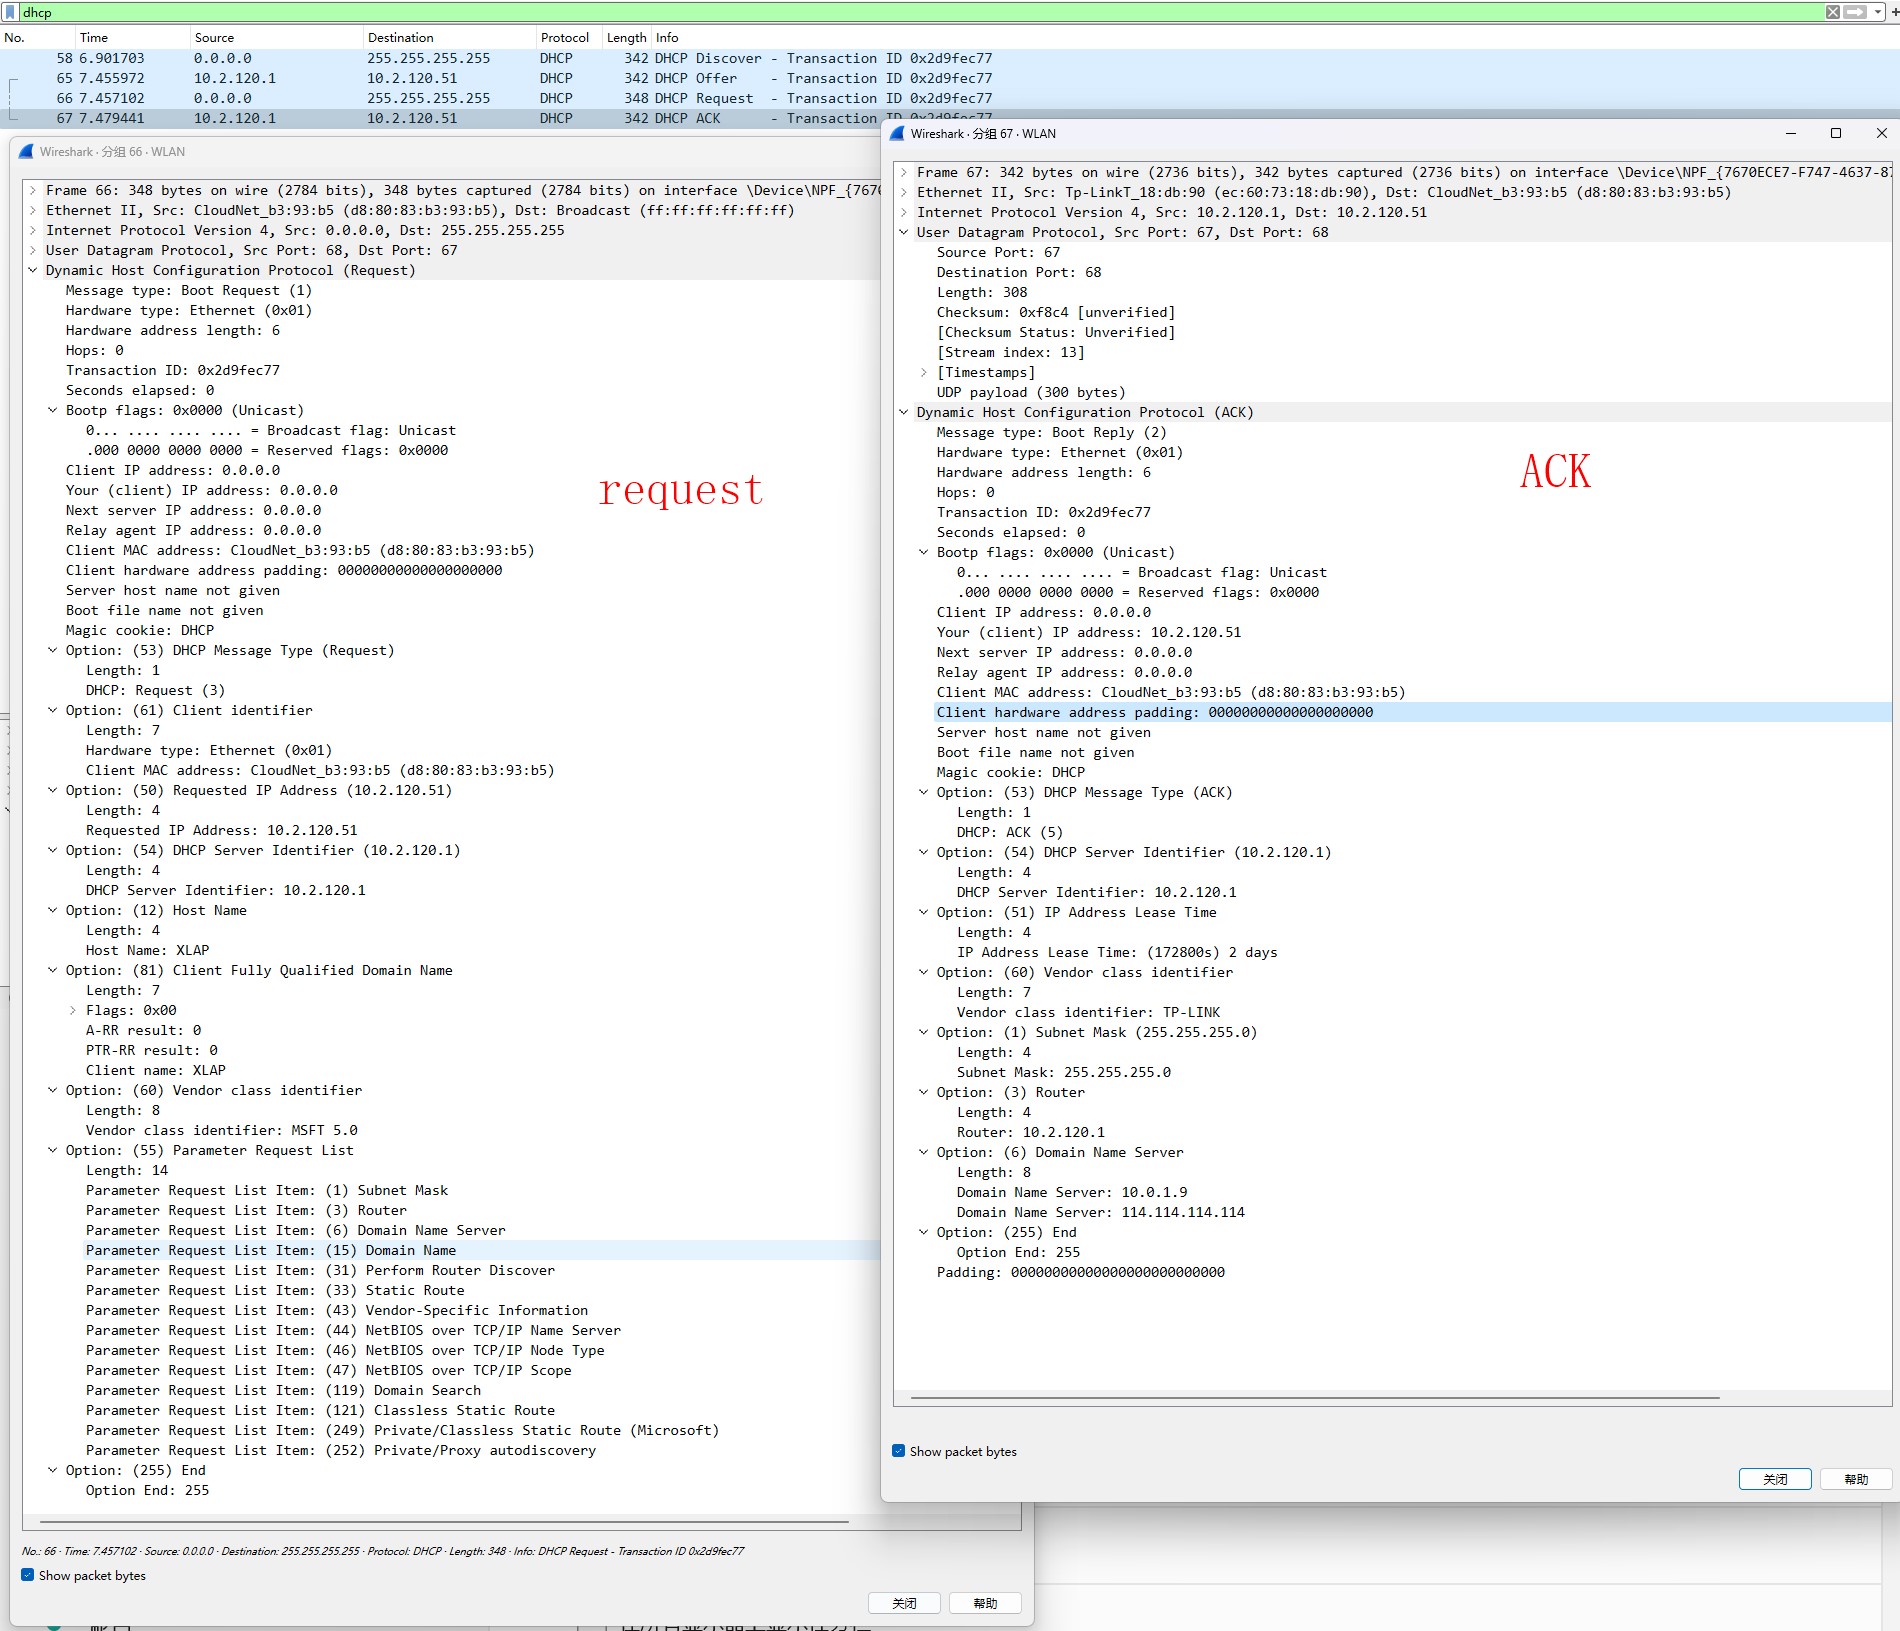 dhcp
No. Time Source Destination Protocol Length Info
58 6.901703 0.0.0.0 255.255.255.255 DHCP 342 DHCP Discover - Transaction ID 0x2d9fec77
65 7.455972 10.2.120.1 10.2.120.51 DHCP 342 DHCP Offer - Transaction ID 0x2d9fec77
66 7.457102 0.0.0.0 255.255.255.255 DHCP 348 DHCP Request - Transaction ID 0x2d9fec77
67 7.479441 10.2.120.1 10.2.120.51 DHCP 342 DHCP ACK - Transaction ID 0x2d9fec77
Wireshark · 分组 66 · WLAN
Frame 66: 348 bytes on wire (2784 bits), 348 bytes captured (2784 bits) on interface \Device\NPF_{7670
Ethernet II, Src: CloudNet_b3:93:b5 (d8:80:83:b3:93:b5), Dst: Broadcast (ff:ff:ff:ff:ff:ff)
Internet Protocol Version 4, Src: 0.0.0.0, Dst: 255.255.255.255
User Datagram Protocol, Src Port: 68, Dst Port: 67
Dynamic Host Configuration Protocol (Request)
Message type: Boot Request (1)
Hardware type: Ethernet (0x01)
Hardware address length: 6
Hops: 0
Transaction ID: 0x2d9fec77
Seconds elapsed: 0
Bootp flags: 0x0000 (Unicast)
0... .... .... .... = Broadcast flag: Unicast
.000 0000 0000 0000 = Reserved flags: 0x0000
Client IP address: 0.0.0.0
Your (client) IP address: 0.0.0.0
Next server IP address: 0.0.0.0
Relay agent IP address: 0.0.0.0
Client MAC address: CloudNet_b3:93:b5 (d8:80:83:b3:93:b5)
Client hardware address padding: 00000000000000000000
Server host name not given
Boot file name not given
Magic cookie: DHCP
Option: (53) DHCP Message Type (Request)
Length: 1
DHCP: Request (3)
Option: (61) Client identifier
Length: 7
Hardware type: Ethernet (0x01)
Client MAC address: CloudNet_b3:93:b5 (d8:80:83:b3:93:b5)
Option: (50) Requested IP Address (10.2.120.51)
Length: 4
Requested IP Address: 10.2.120.51
Option: (54) DHCP Server Identifier (10.2.120.1)
Length: 4
DHCP Server Identifier: 10.2.120.1
Option: (12) Host Name
Length: 4
Host Name: XLAP
Option: (81) Client Fully Qualified Domain Name
Length: 7
Flags: 0x00
A-RR result: 0
PTR-RR result: 0
Client name: XLAP
Option: (60) Vendor class identifier
Length: 8
Vendor class identifier: MSFT 5.0
Option: (55) Parameter Request List
Length: 14
Parameter Request List Item: (1) Subnet Mask
Parameter Request List Item: (3) Router
Parameter Request List Item: (6) Domain Name Server
Parameter Request List Item: (15) Domain Name
Parameter Request List Item: (31) Perform Router Discover
Parameter Request List Item: (33) Static Route
Parameter Request List Item: (43) Vendor-Specific Information
Parameter Request List Item: (44) NetBIOS over TCP/IP Name Server
Parameter Request List Item: (46) NetBIOS over TCP/IP Node Type
Parameter Request List Item: (47) NetBIOS over TCP/IP Scope
Parameter Request List Item: (119) Domain Search
Parameter Request List Item: (121) Classless Static Route
Parameter Request List Item: (249) Private/Classless Static Route (Microsoft)
Parameter Request List Item: (252) Private/Proxy autodiscovery
Option: (255) End
Option End: 255
request
No.: 66 · Time: 7.457102 · Source: 0.0.0.0 · Destination: 255.255.255.255 · Protocol: DHCP · Length: 348 · Info: DHCP Request - Transaction ID 0x2d9fec77
Show packet bytes
关闭 帮助
Wireshark · 分组 67 · WLAN
Frame 67: 342 bytes on wire (2736 bits), 342 bytes captured (2736 bits) on interface \Device\NPF_{7670ECE7-F747-4637-87
Ethernet II, Src: Tp-LinkT_18:db:90 (ec:60:73:18:db:90), Dst: CloudNet_b3:93:b5 (d8:80:83:b3:93:b5)
Internet Protocol Version 4, Src: 10.2.120.1, Dst: 10.2.120.51
User Datagram Protocol, Src Port: 67, Dst Port: 68
Source Port: 67
Destination Port: 68
Length: 308
Checksum: 0xf8c4 [unverified]
[Checksum Status: Unverified]
[Stream index: 13]
[Timestamps]
UDP payload (300 bytes)
Dynamic Host Configuration Protocol (ACK)
Message type: Boot Reply (2)
Hardware type: Ethernet (0x01)
Hardware address length: 6
Hops: 0
Transaction ID: 0x2d9fec77
Seconds elapsed: 0
Bootp flags: 0x0000 (Unicast)
0... .... .... .... = Broadcast flag: Unicast
.000 0000 0000 0000 = Reserved flags: 0x0000
Client IP address: 0.0.0.0
Your (client) IP address: 10.2.120.51
Next server IP address: 0.0.0.0
Relay agent IP address: 0.0.0.0
Client MAC address: CloudNet_b3:93:b5 (d8:80:83:b3:93:b5)
Client hardware address padding: 00000000000000000000
Server host name not given
Boot file name not given
Magic cookie: DHCP
Option: (53) DHCP Message Type (ACK)
Length: 1
DHCP: ACK (5)
Option: (54) DHCP Server Identifier (10.2.120.1)
Length: 4
DHCP Server Identifier: 10.2.120.1
Option: (51) IP Address Lease Time
Length: 4
IP Address Lease Time: (172800s) 2 days
Option: (60) Vendor class identifier
Length: 7
Vendor class identifier: TP-LINK
Option: (1) Subnet Mask (255.255.255.0)
Length: 4
Subnet Mask: 255.255.255.0
Option: (3) Router
Length: 4
Router: 10.2.120.1
Option: (6) Domain Name Server
Length: 8
Domain Name Server: 10.0.1.9
Domain Name Server: 114.114.114.114
Option: (255) End
Option End: 255
Padding: 00000000000000000000000000
ACK
Show packet bytes
关闭 帮助